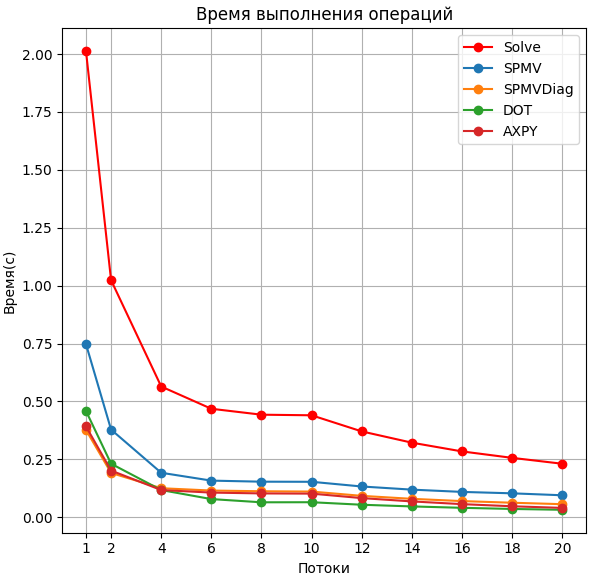 Время выполнения операций
Solve
SPMV
SPMVDiag
DOT
AXPY
2.00
1.75
1.50
1.25
1.00
0.75
0.50
0.25
0.00
Время(с)
1 2 4 6 8 10 12 14 16 18 20
Потоки